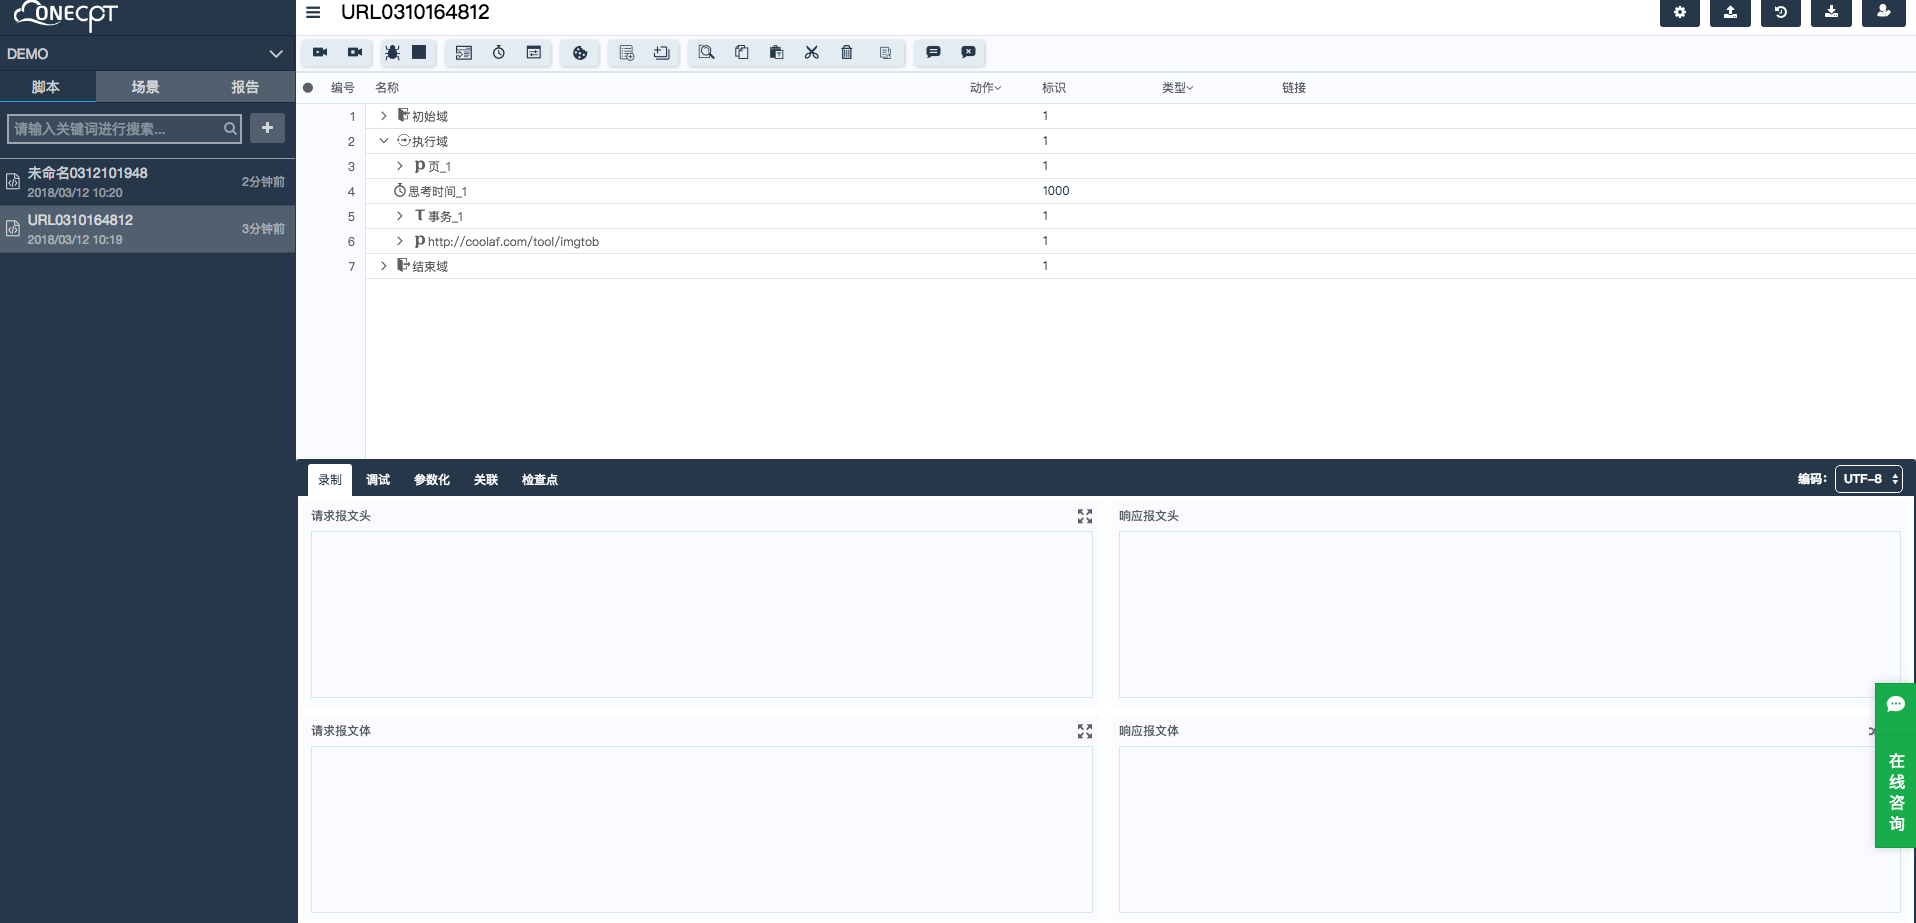 ONECPT
URL0310164812
DEMO
脚本 场景 报告
请输入关键词进行搜索...
未命名0312101948
2018/03/12 10:20
2分钟前
URL0310164812
2018/03/12 10:19
3分钟前
编号 名称 动作 标识 类型 链接
1 初始域 1
2 执行域 1
3 p 页_1 1
4 思考时间_1 1000
5 T 事务_1 1
6 p http://coolaf.com/tool/imgtob 1
7 结束域 1
录制 调试 参数化 关联 检查点 编码: UTF-8
请求报文头 响应报文头
请求报文体 响应报文体
在线咨询